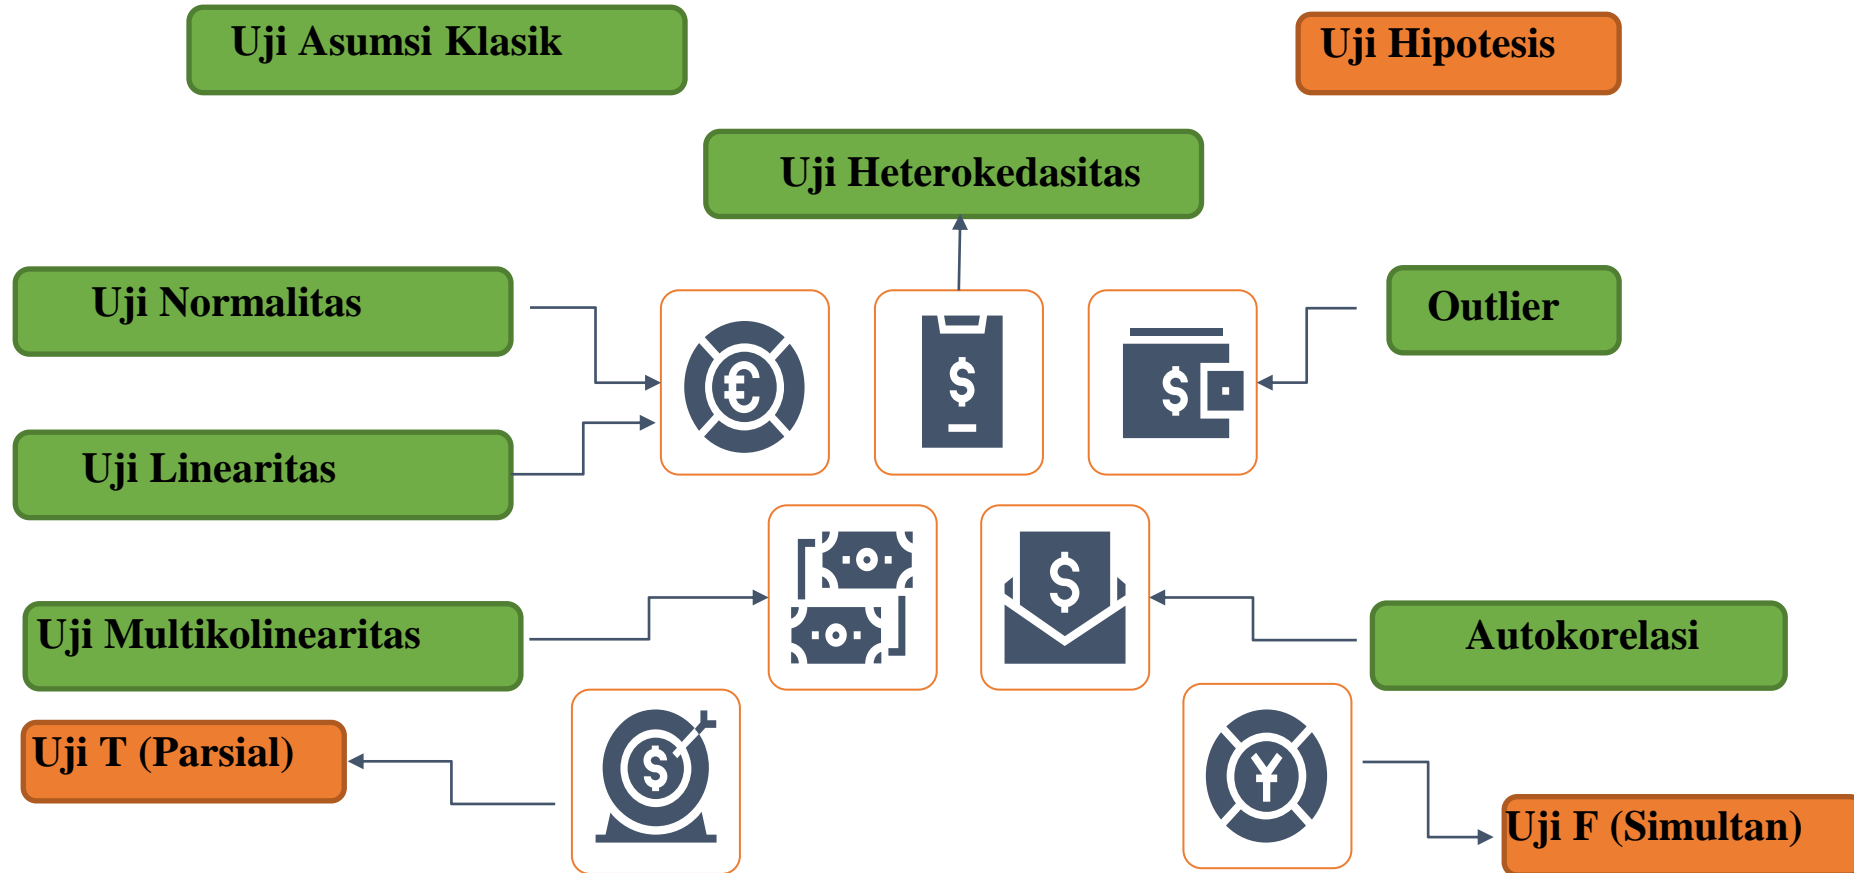 Uji Asumsi Klasik
Uji Hipotesis
Uji Heterokedasitas
Uji Normalitas
Outlier
Uji Linearitas
Uji Multikolinearitas
Autokorelasi
Uji T (Parsial)
Uji F (Simultan)